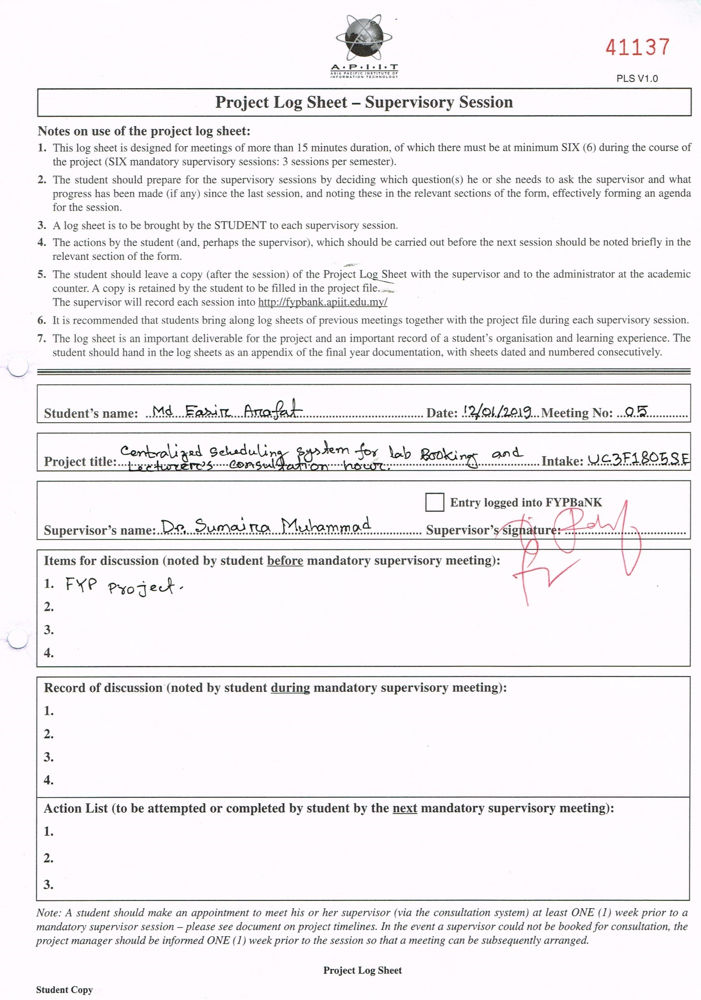 A·P·I·I·T
ASIA PACIFIC INSTITUTE OF
INFORMATION TECHNOLOGY
41137
PLS V1.0
Project Log Sheet – Supervisory Session
Notes on use of the project log sheet:
1. This log sheet is designed for meetings of more than 15 minutes duration, of which there must be at minimum SIX (6) during the course of
the project (SIX mandatory supervisory sessions: 3 sessions per semester).
2. The student should prepare for the supervisory sessions by deciding which question(s) he or she needs to ask the supervisor and what
progress has been made (if any) since the last session, and noting these in the relevant sections of the form, effectively forming an agenda
for the session.
3. A log sheet is to be brought by the STUDENT to each supervisory session.
4. The actions by the student (and, perhaps the supervisor), which should be carried out before the next session should be noted briefly in the
relevant section of the form.
5. The student should leave a copy (after the session) of the Project Log Sheet with the supervisor and to the administrator at the academic
counter. A copy is retained by the student to be filled in the project file.
The supervisor will record each session into http://fypbank.apiit.edu.my/
6. It is recommended that students bring along log sheets of previous meetings together with the project file during each supervisory session.
7. The log sheet is an important deliverable for the project and an important record of a student's organisation and learning experience. The
student should hand in the log sheets as an appendix of the final year documentation, with sheets dated and numbered consecutively.
Student's name: Md Easir Arafat Date: 12/01/2019 Meeting No: 05
Centralized scheduling system for lab Booking and
Project title: Lecturer's consultation hour. Intake: UC3F1805SE
Entry logged into FYPBaNK
Supervisor's name: Dr. Sumaira Muhammad Supervisor's signature:
Items for discussion (noted by student before mandatory supervisory meeting):
1. FYP project.
2.
3.
4.
Record of discussion (noted by student during mandatory supervisory meeting):
1.
2.
3.
4.
Action List (to be attempted or completed by student by the next mandatory supervisory meeting):
1.
2.
3.
Note: A student should make an appointment to meet his or her supervisor (via the consultation system) at least ONE (1) week prior to a
mandatory supervisor session – please see document on project timelines. In the event a supervisor could not be booked for consultation, the
project manager should be informed ONE (1) week prior to the session so that a meeting can be subsequently arranged.
Project Log Sheet
Student Copy